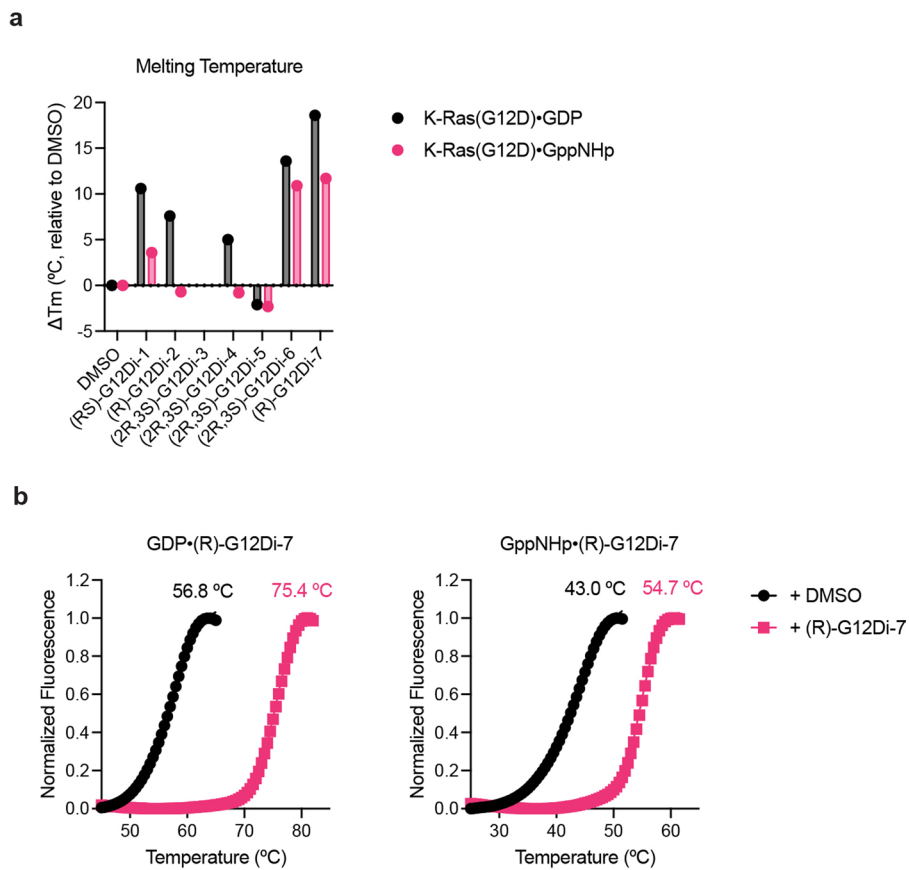 a
Melting Temperature
ΔTm (ºC, relative to DMSO)
20
15
10
5
0
-5
DMSO
(RS)-G12Di-1
(R)-G12Di-2
(2R,3S)-G12Di-3
(2R,3S)-G12Di-4
(2R,3S)-G12Di-5
(2R,3S)-G12Di-6
(R)-G12Di-7
K-Ras(G12D)•GDP
K-Ras(G12D)•GppNHp
b
GDP•(R)-G12Di-7
Normalized Fluorescence
1.2
1.0
0.8
0.6
0.4
0.2
0.0
56.8 ºC
75.4 ºC
50 60 70 80
Temperature (ºC)
GppNHp•(R)-G12Di-7
Normalized Fluorescence
1.2
1.0
0.8
0.6
0.4
0.2
0.0
43.0 ºC
54.7 ºC
30 40 50 60
Temperature (ºC)
+ DMSO
+ (R)-G12Di-7